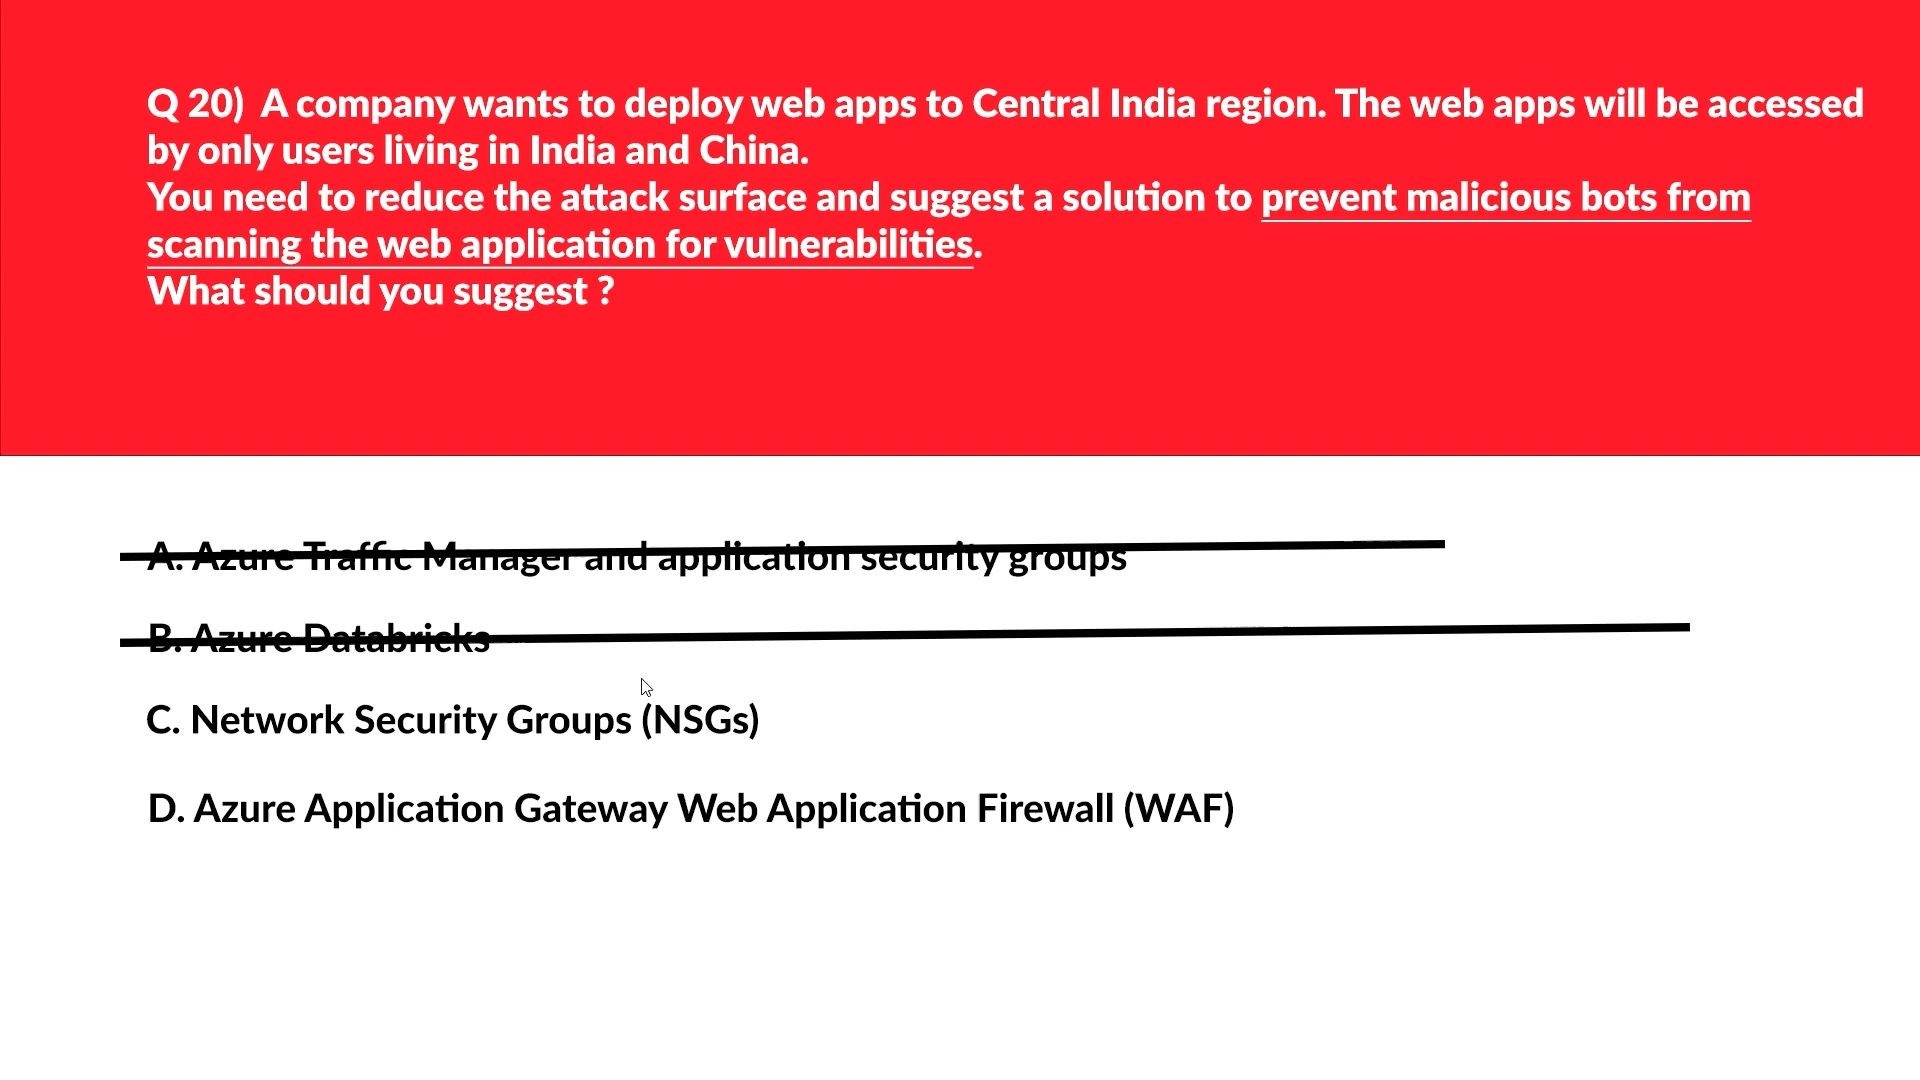 Q 20) A company wants to deploy web apps to Central India region. The web apps will be accessed
by only users living in India and China.
You need to reduce the attack surface and suggest a solution to prevent malicious bots from
scanning the web application for vulnerabilities.
What should you suggest ?
A. Azure Traffic Manager and application security groups
B. Azure Databricks
C. Network Security Groups (NSGs)
D. Azure Application Gateway Web Application Firewall (WAF)